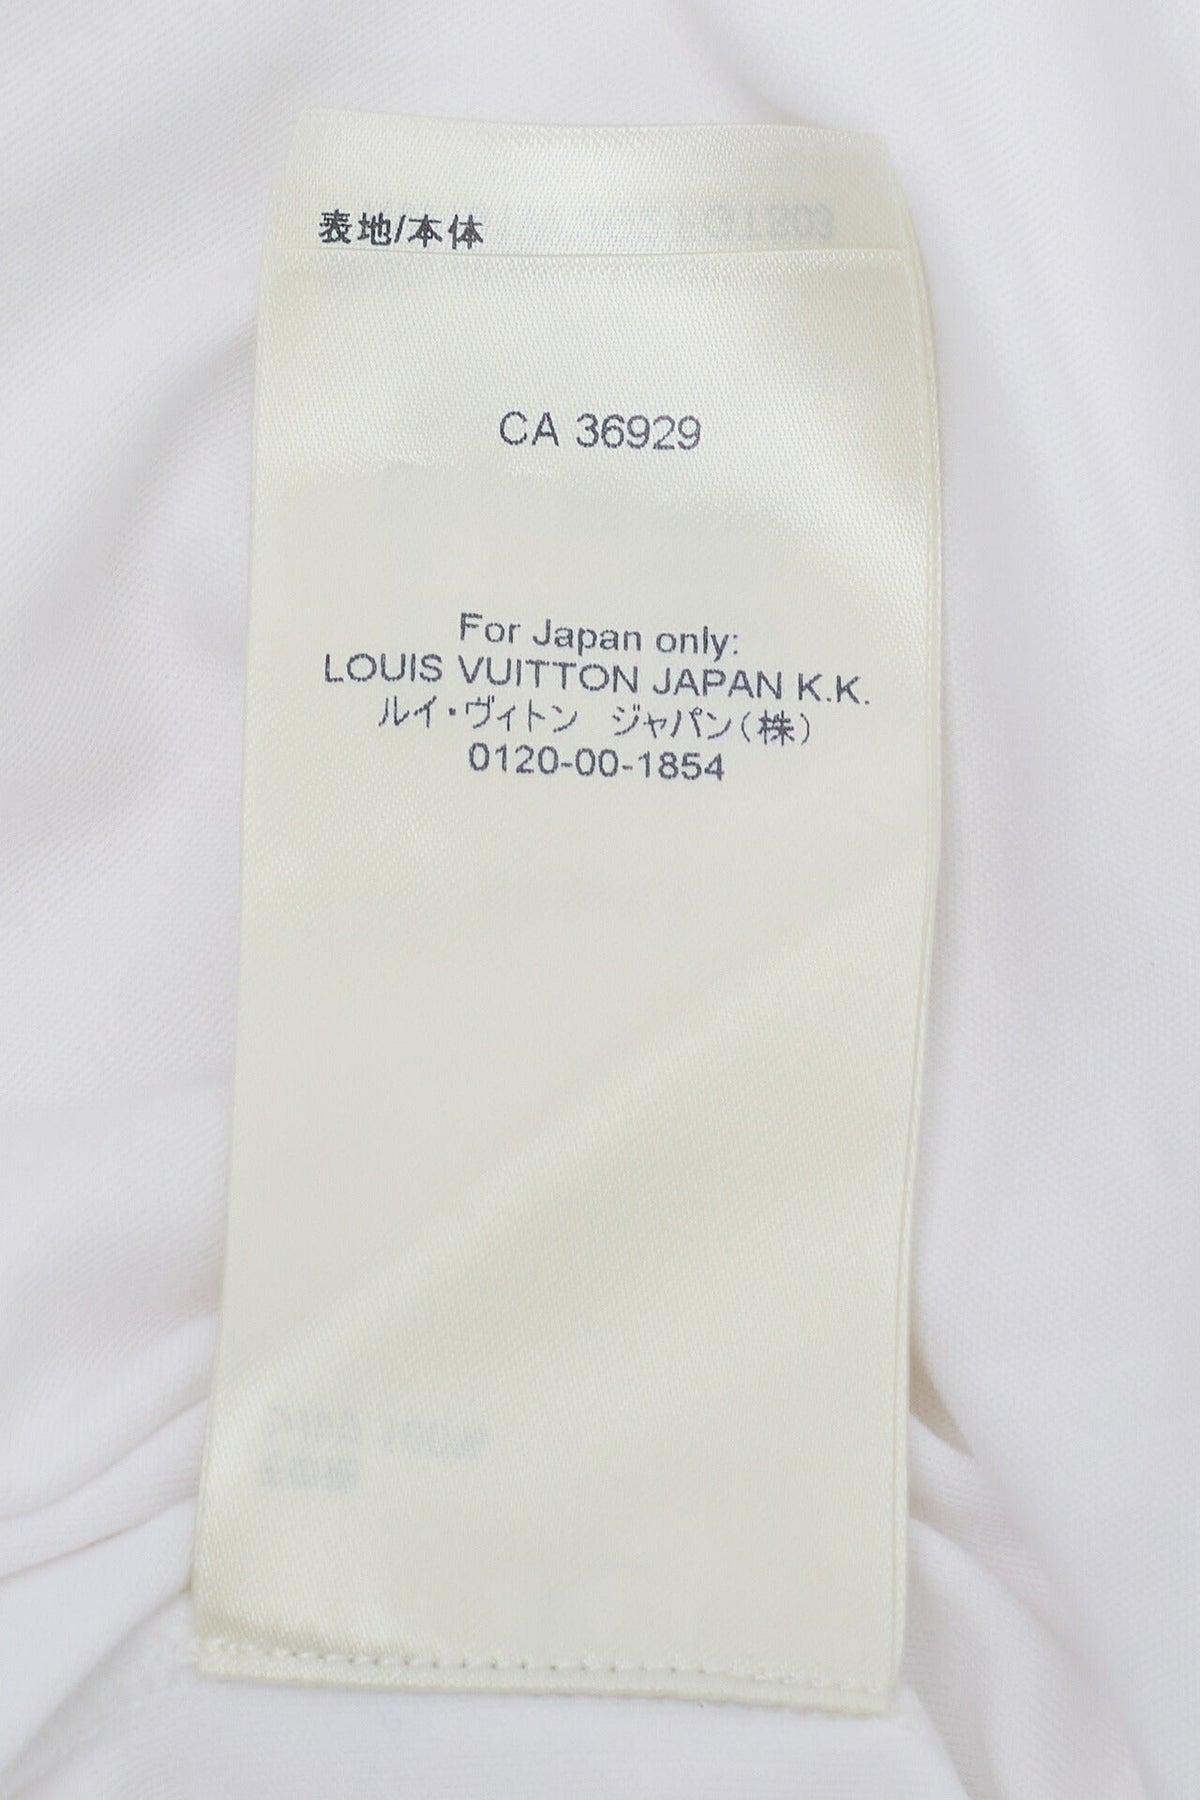 表地/本体
CA 36929
For Japan only:
LOUIS VUITTON JAPAN K.K.
ルイ・ヴィトン　ジャパン(株)
0120-00-1854